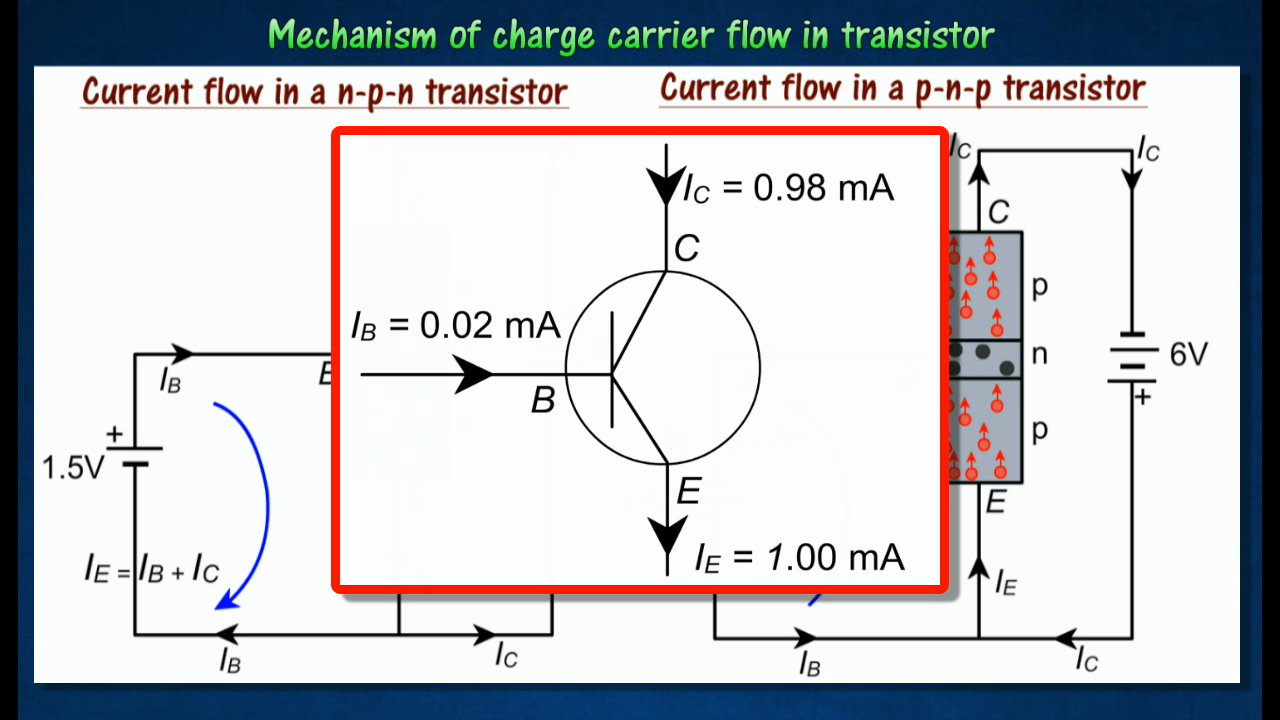 Mechanism of charge carrier flow in transistor
Current flow in a n-p-n transistor
Current flow in a p-n-p transistor
IC = 0.98 mA
C
IB = 0.02 mA
B
E
IE = 1.00 mA
IB
+
1.5V
IE = IB + IC
IB
IC
IC
IC
C
p
n
p
6V
+
E
IE
IB
IC